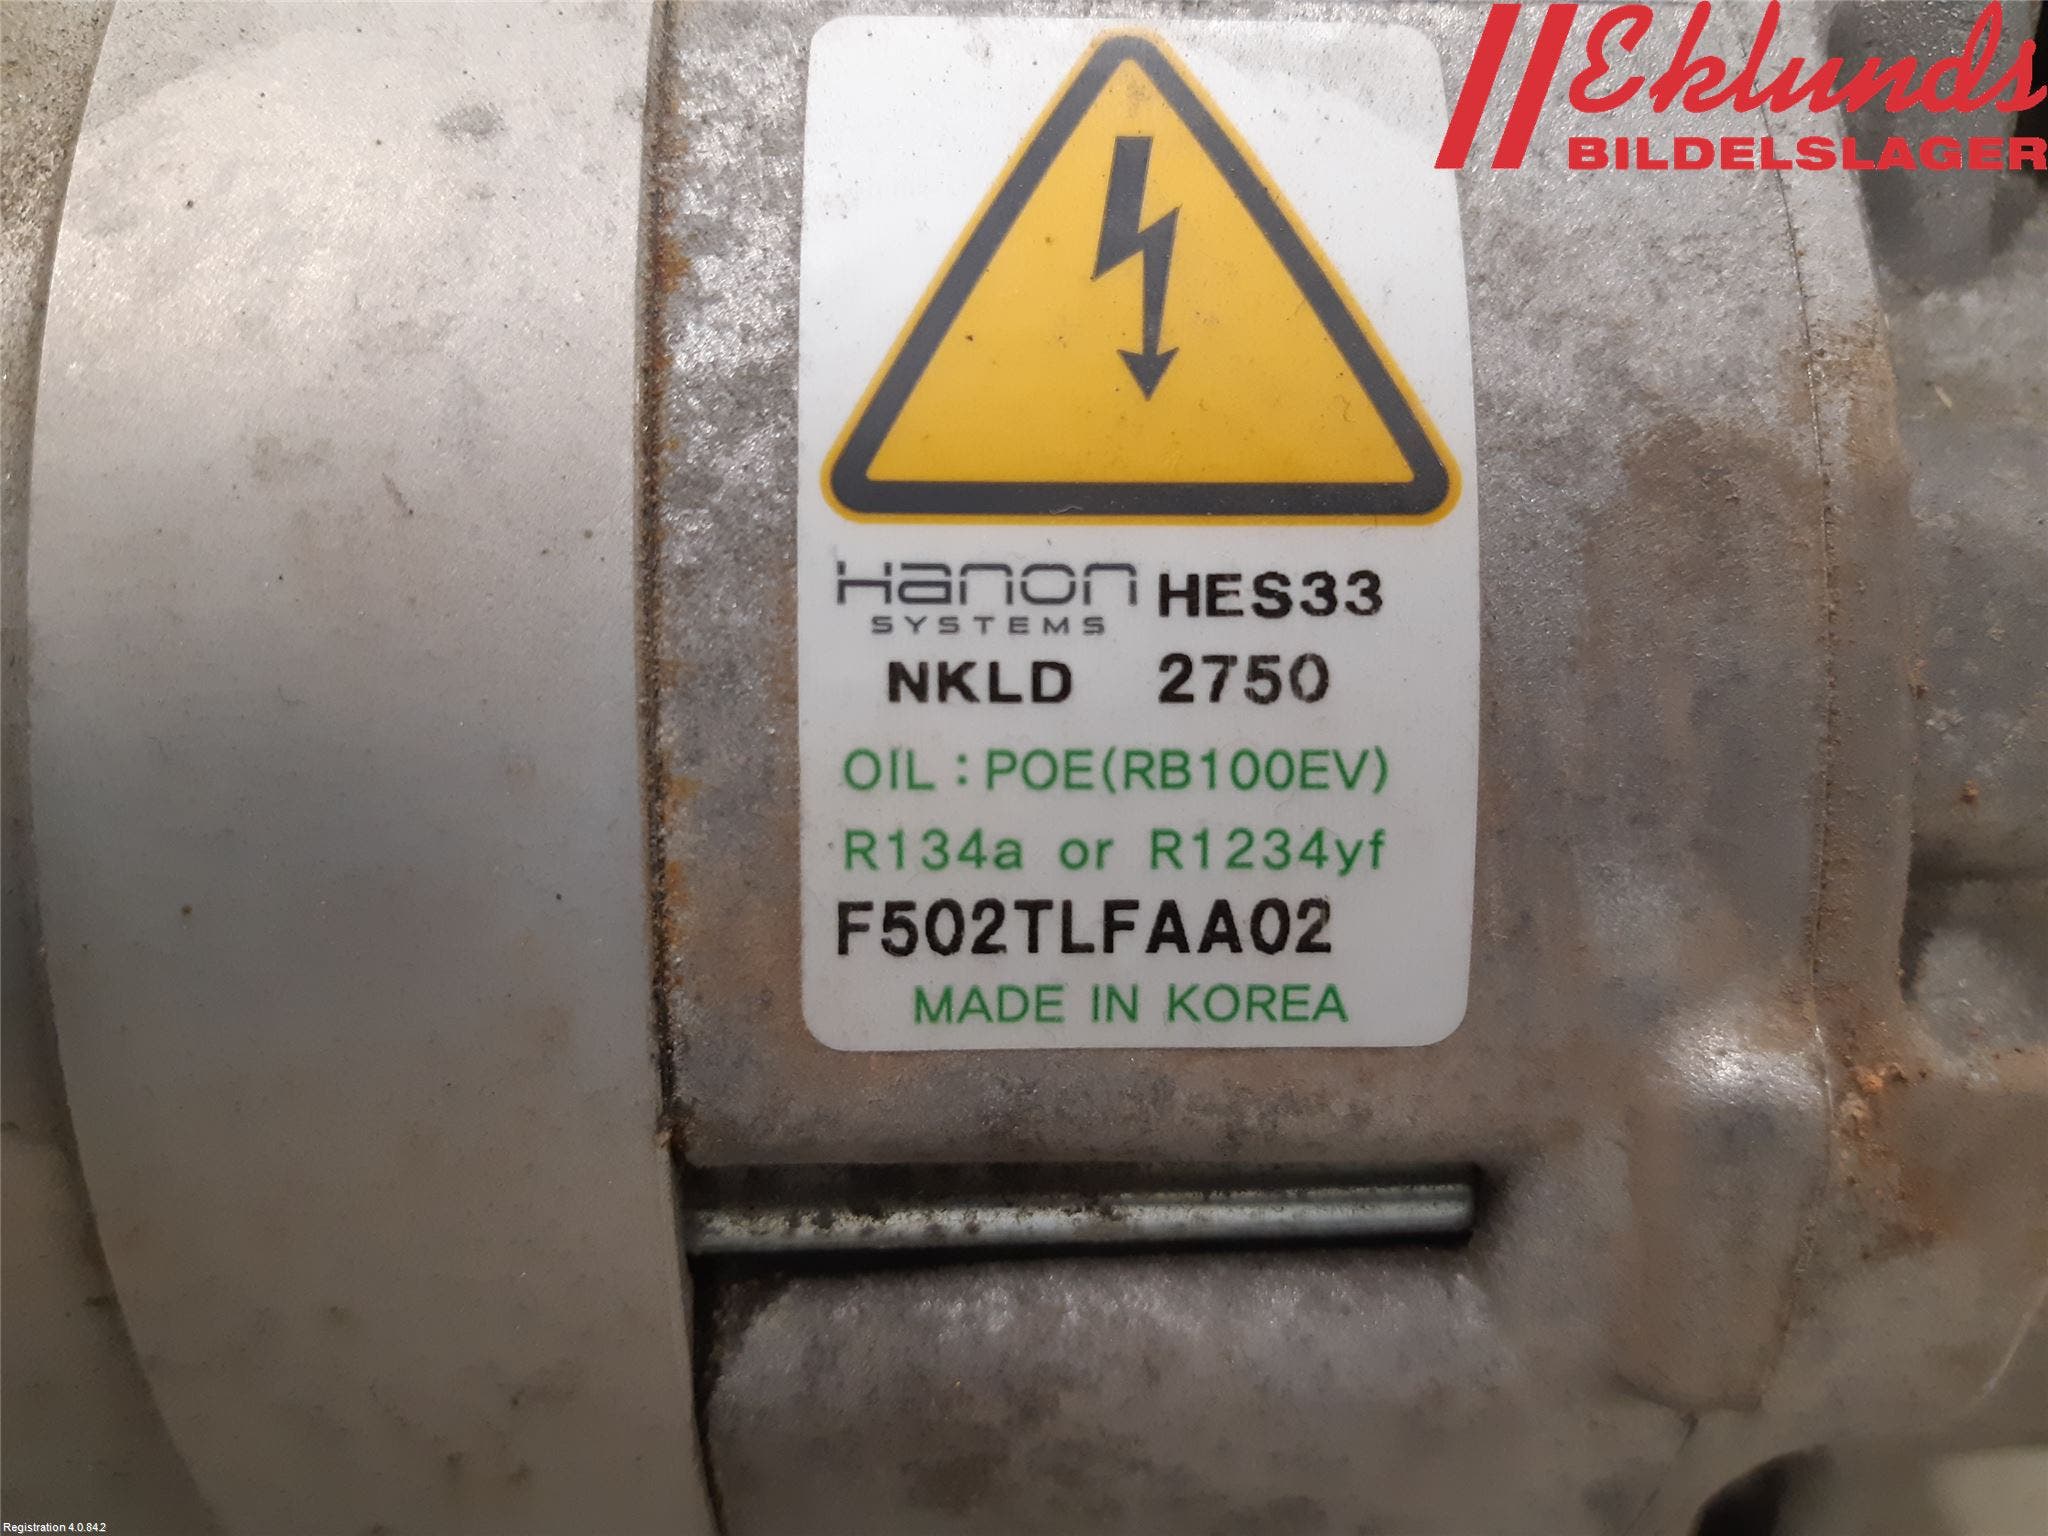 Eklunds
BILDELSLAGER
Hanon HES33
SYSTEMS
NKLD 2750
OIL : POE(RB100EV)
R134a or R1234yf
F502TLFAA02
MADE IN KOREA
Registration 4.0.84.2